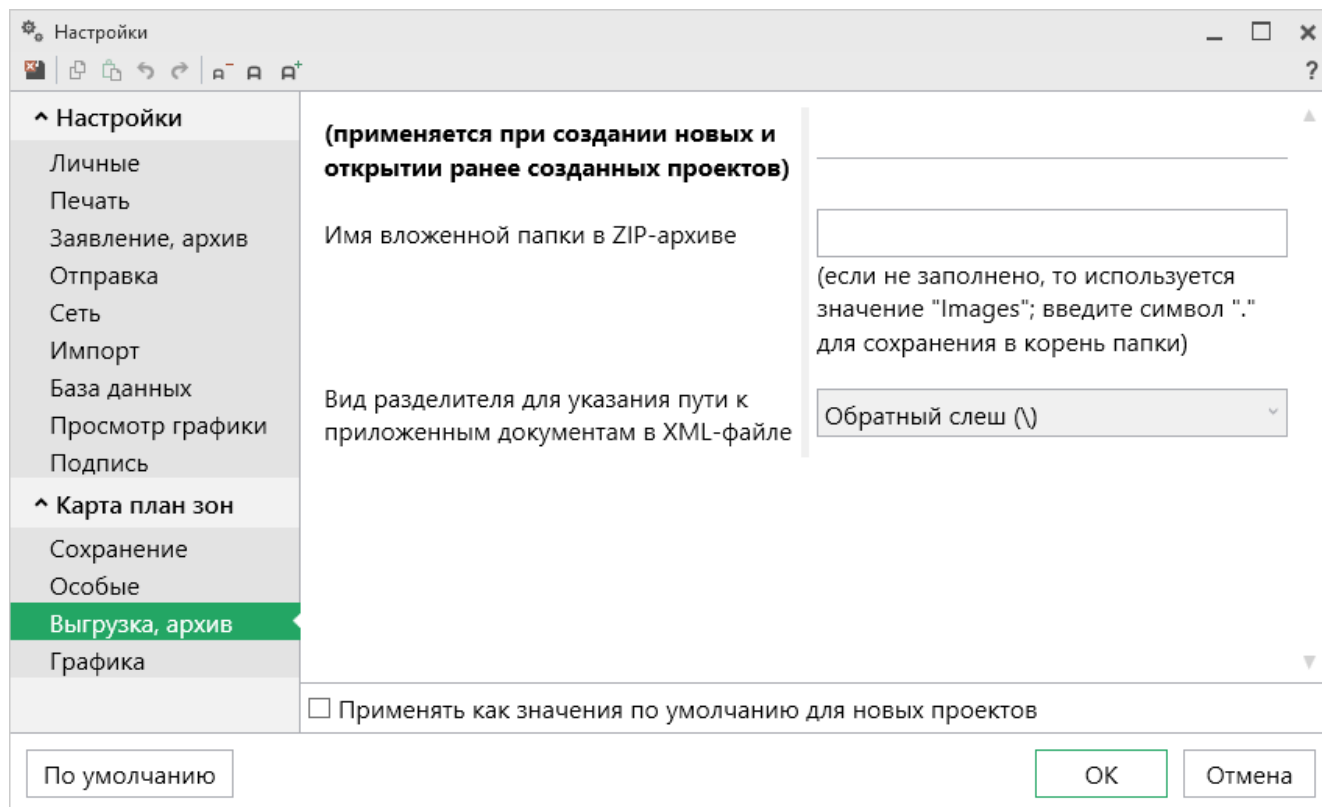 Настройки
?
Настройки
Личные
Печать
Заявление, архив
Отправка
Сеть
Импорт
База данных
Просмотр графики
Подпись
Карта план зон
Сохранение
Особые
Выгрузка, архив
Графика
(применяется при создании новых и
открытии ранее созданных проектов)
Имя вложенной папки в ZIP-архиве
(если не заполнено, то используется
значение "Images"; введите символ "."
для сохранения в корень папки)
Вид разделителя для указания пути к
приложенным документам в XML-файле
Обратный слеш (\)
Применять как значения по умолчанию для новых проектов
По умолчанию
ОК
Отмена